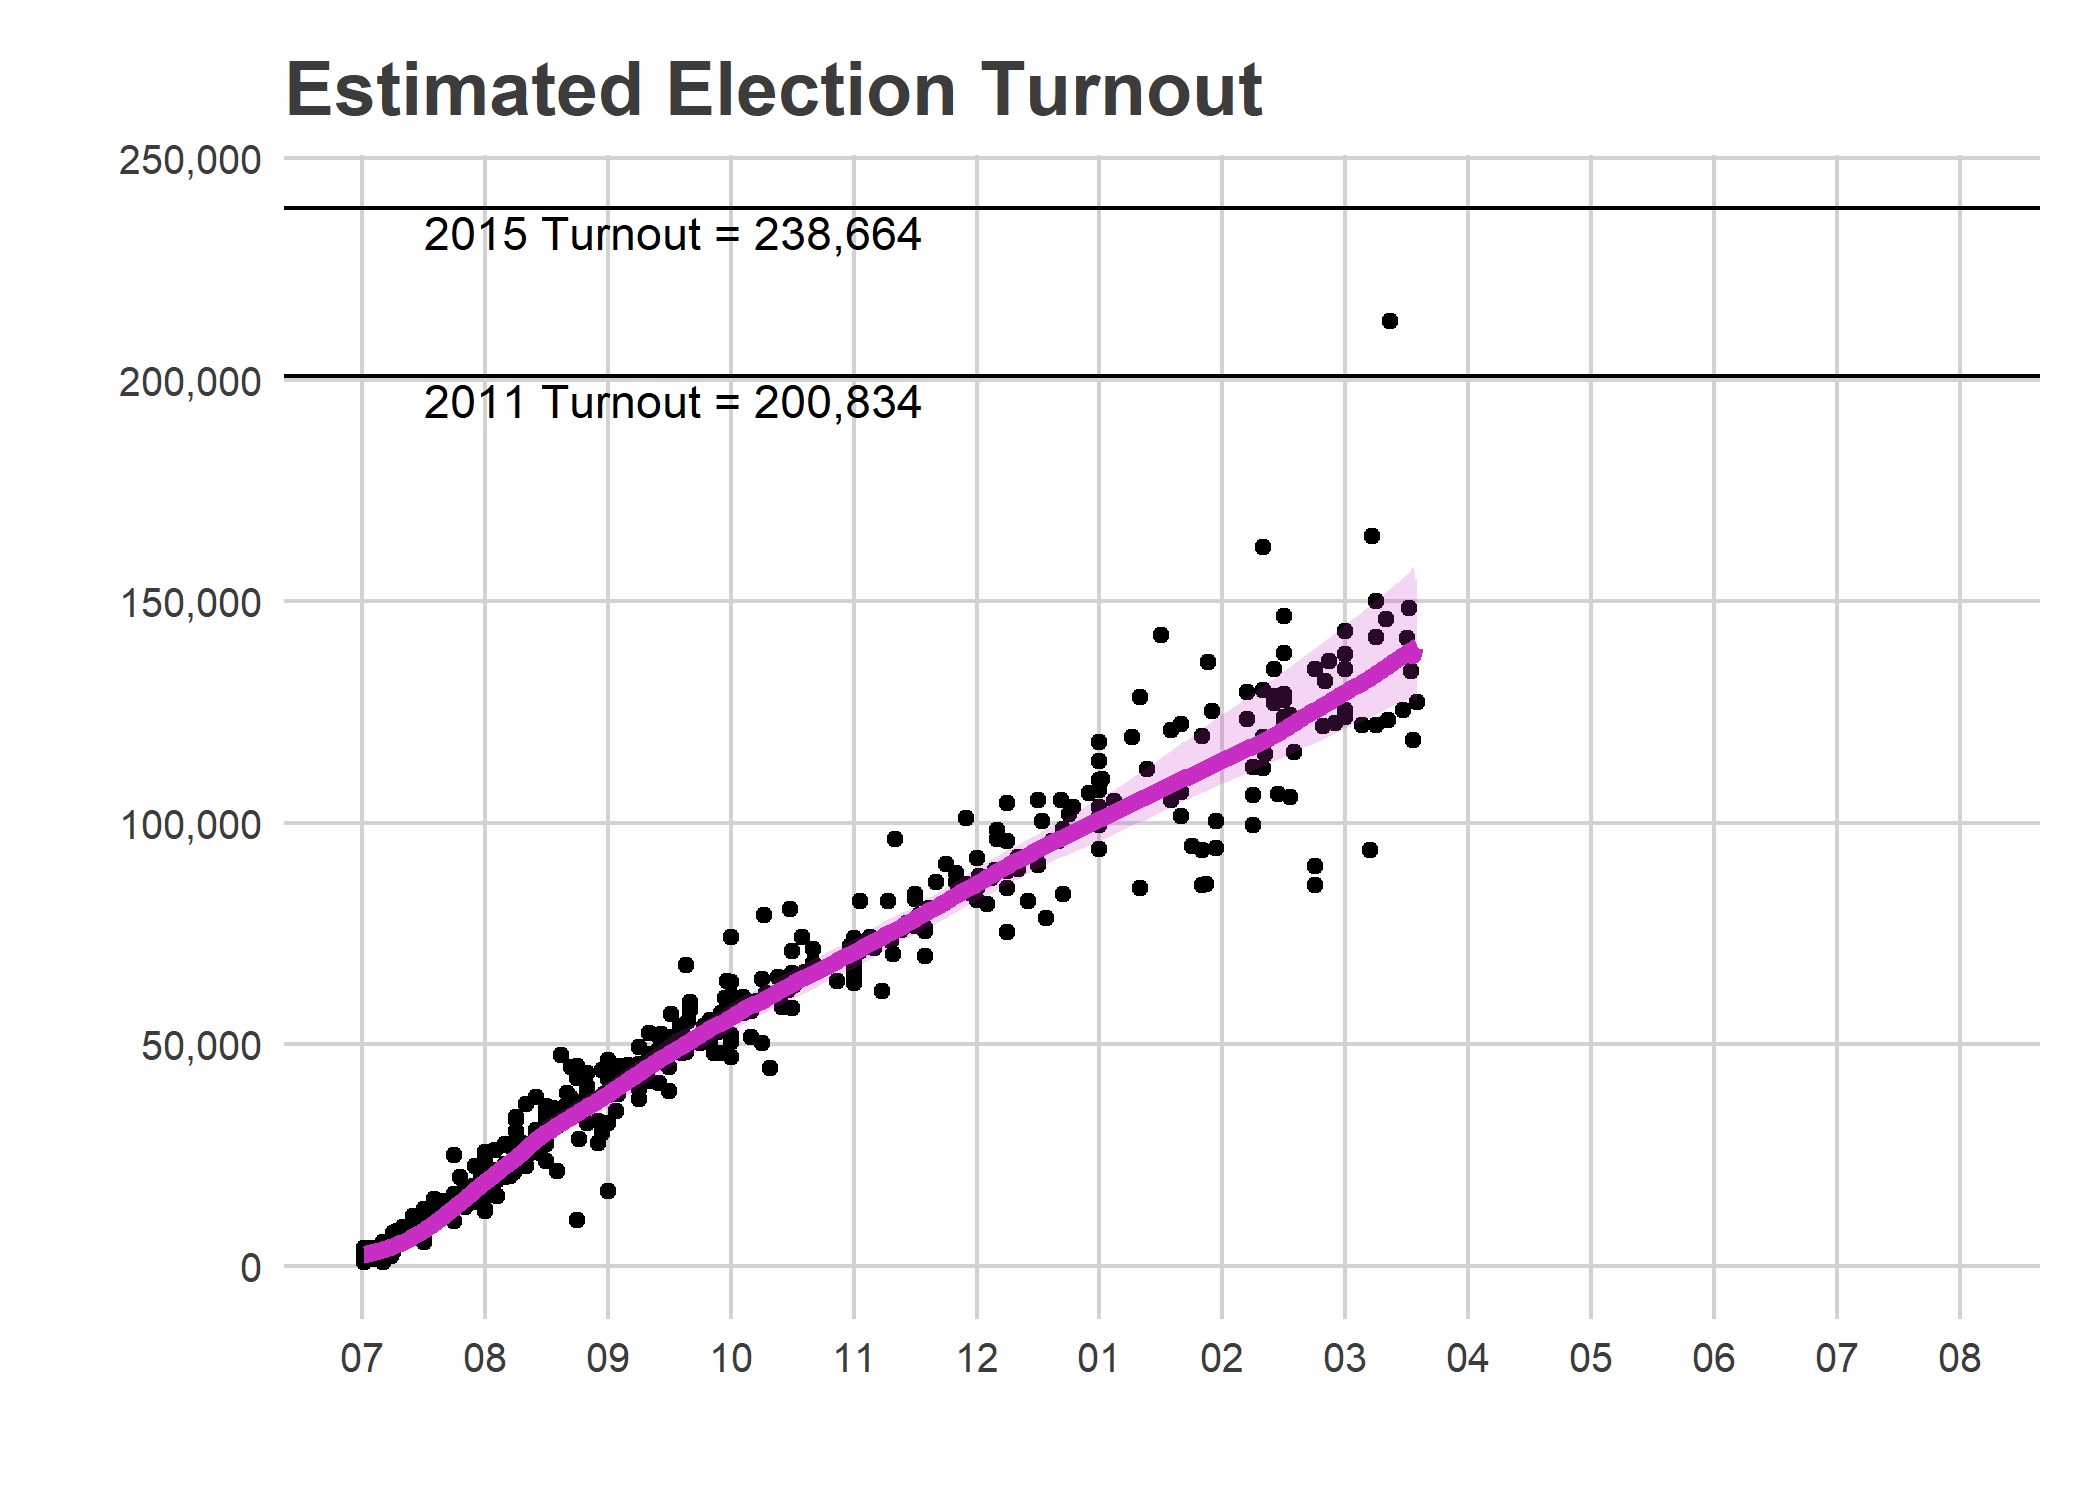 Estimated Election Turnout
250,000
2015 Turnout = 238,664
200,000
2011 Turnout = 200,834
150,000
100,000
50,000
0
07 08 09 10 11 12 01 02 03 04 05 06 07 08